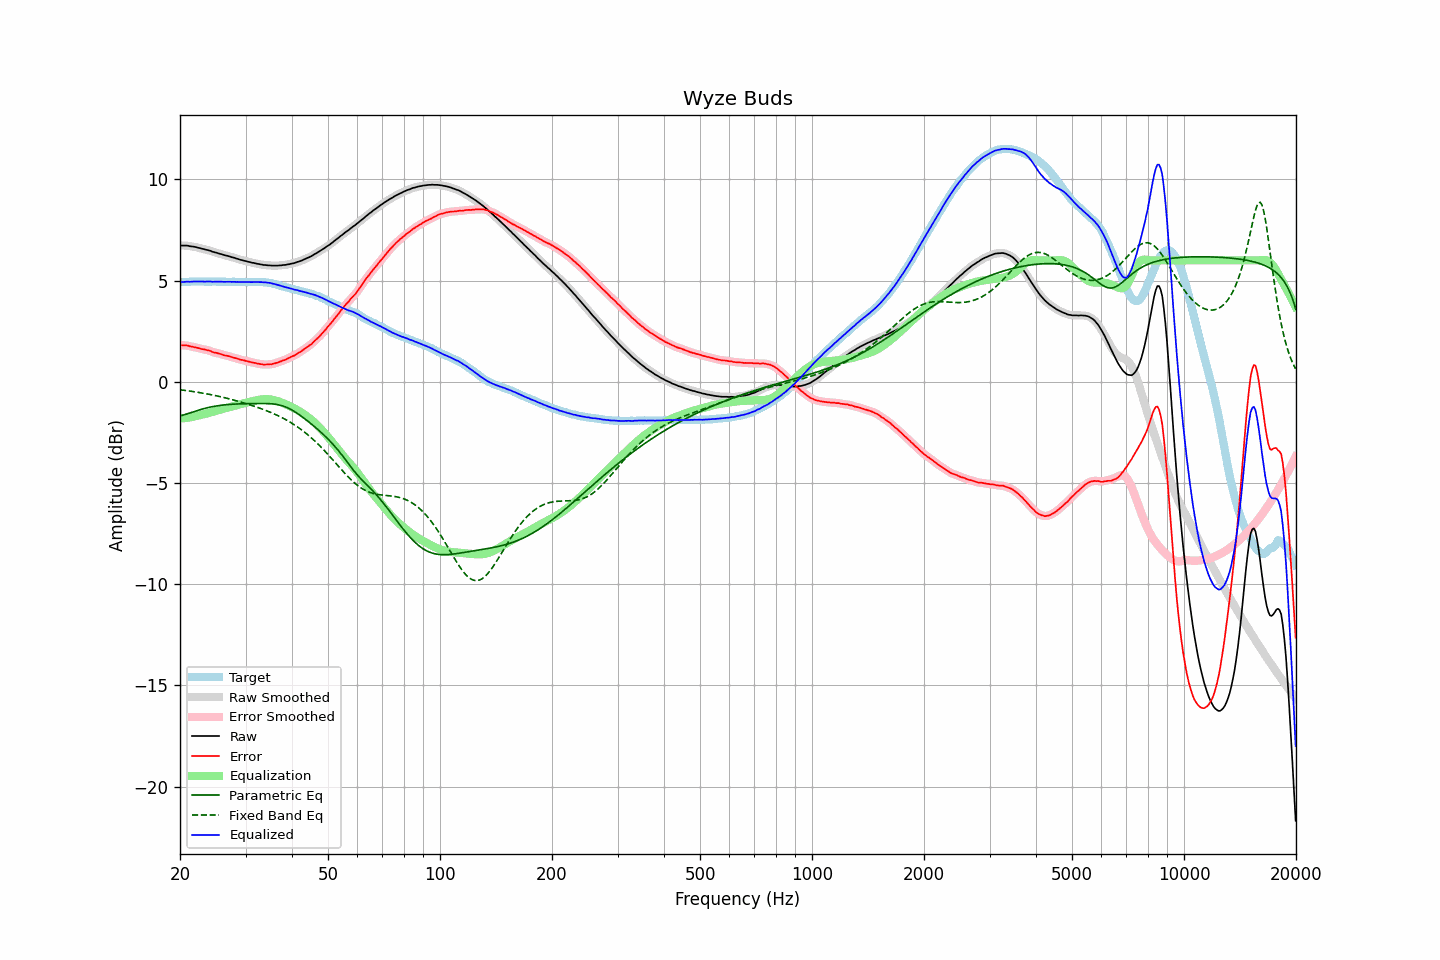 Wyze Buds
Amplitude (dBr)
10
5
0
−5
−10
−15
−20
Target
Raw Smoothed
Error Smoothed
Raw
Error
Equalization
Parametric Eq
Fixed Band Eq
Equalized
20 50 100 200 500 1000 2000 5000 10000 20000
Frequency (Hz)